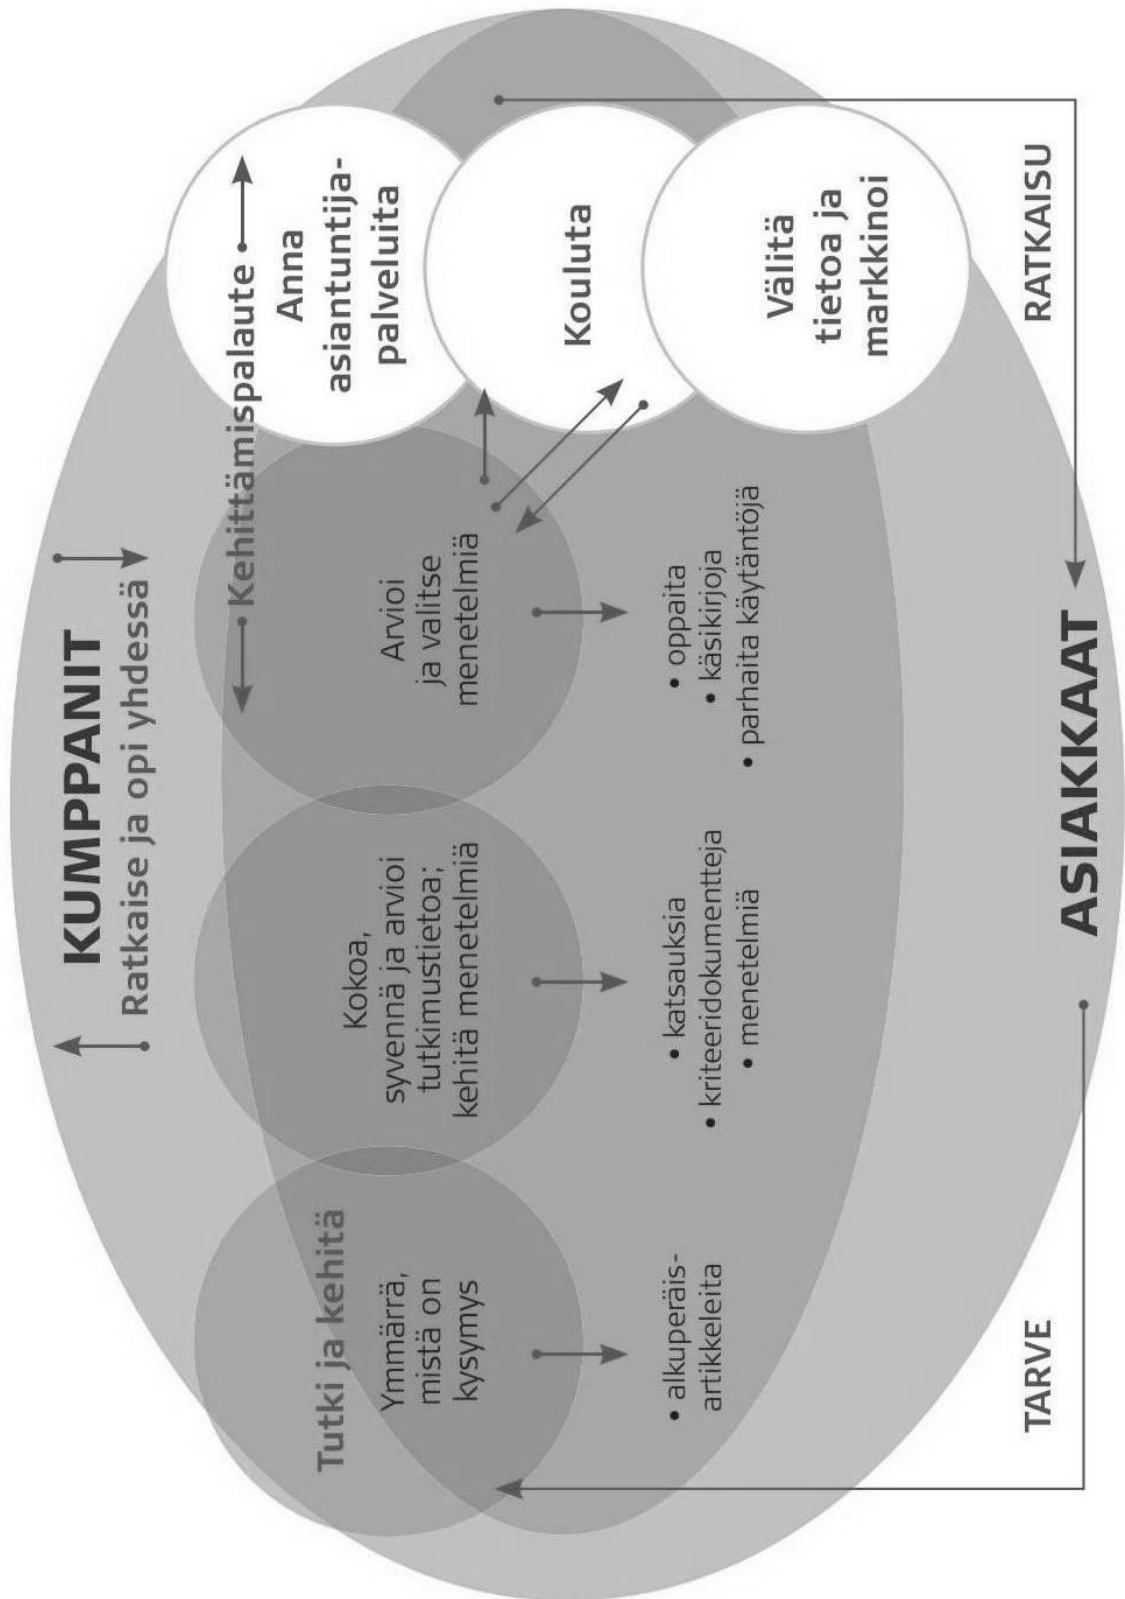 KUMPPANIT
Ratkaise ja opi yhdessä
Kehittämispalaute
Tutki ja kehitä
Ymmärrä,
mistä on
kysymys
Kokoa,
syvennä ja arvioi
tutkimustietoa;
kehitä menetelmiä
Arvioi
ja valitse
menetelmiä
Anna
asiantuntija-
palveluita
Kouluta
Välitä
tietoa ja
markkinoi
• alkuperäis-
artikkeleita
• katsauksia
• kriteeridokumentteja
• menetelmiä
• oppaita
• käsikirjoja
• parhaita käytäntöjä
TARVE
RATKAISU
ASIAKKAAT